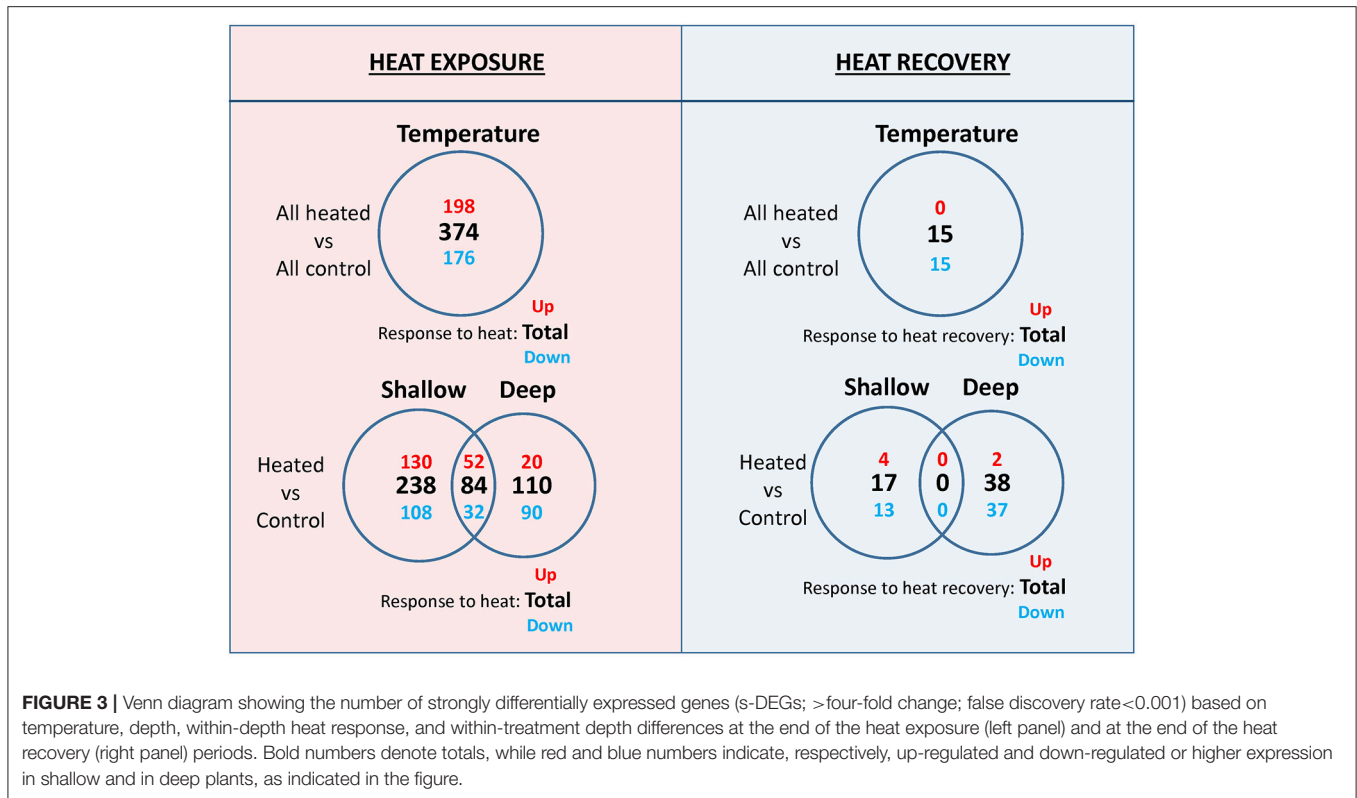 HEAT EXPOSURE
HEAT RECOVERY
Temperature
All heated
vs
All control
198
374
176
Up
Response to heat: Total
Down
Shallow Deep
Heated
vs
Control
130 52 20
238 84 110
108 32 90
Up
Response to heat: Total
Down
Temperature
All heated
vs
All control
0
15
15
Up
Response to heat recovery: Total
Down
Shallow Deep
Heated
vs
Control
4 0 2
17 0 38
13 0 37
Up
Response to heat recovery: Total
Down
FIGURE 3 | Venn diagram showing the number of strongly differentially expressed genes (s-DEGs; >four-fold change; false discovery rate<0.001) based on
temperature, depth, within-depth heat response, and within-treatment depth differences at the end of the heat exposure (left panel) and at the end of the heat
recovery (right panel) periods. Bold numbers denote totals, while red and blue numbers indicate, respectively, up-regulated and down-regulated or higher expression
in shallow and in deep plants, as indicated in the figure.